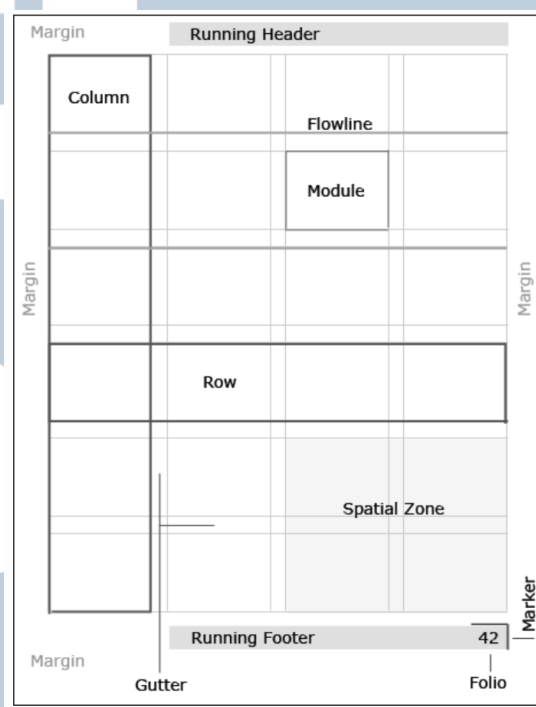 Margin
Running Header
Column
Flowline
Module
Margin
Margin
Row
Spatial Zone
Marker
Running Footer
42
Margin
Gutter
Folio